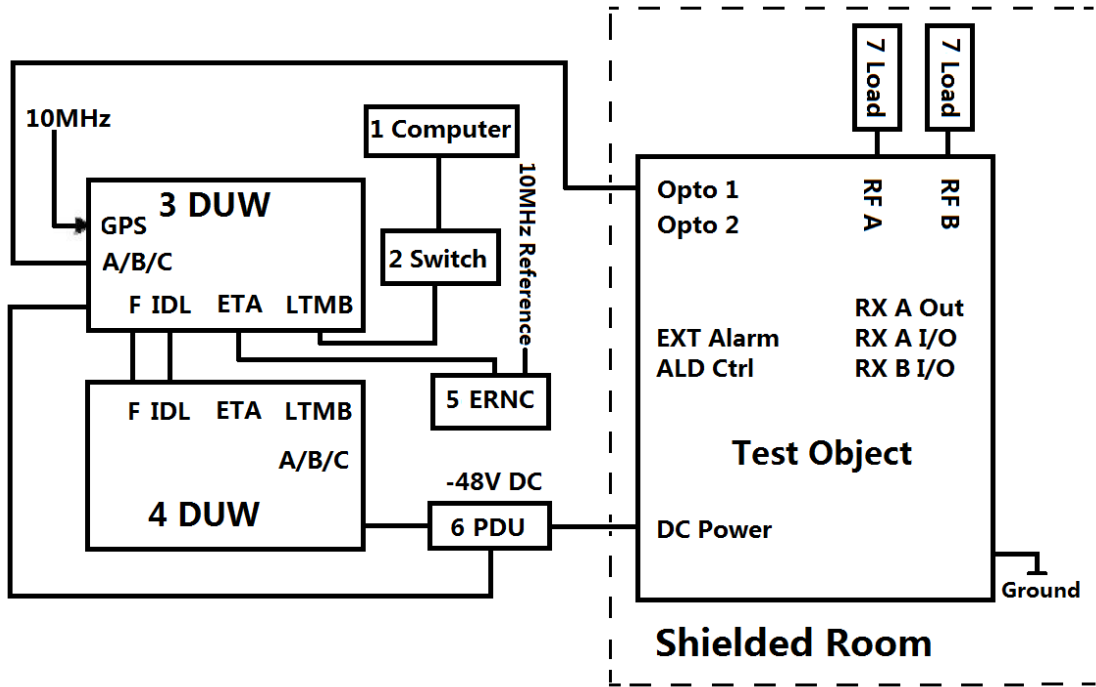 10MHz
3 DUW
GPS
A/B/C
F IDL ETA LTMB
1 Computer
2 Switch
10MHz Reference
5 ERNC
F IDL ETA LTMB
A/B/C
4 DUW
-48V DC
6 PDU
7 Load
7 Load
Opto 1
Opto 2
RF A
RF B
RX A Out
EXT Alarm RX A I/O
ALD Ctrl RX B I/O
Test Object
DC Power
Ground
Shielded Room